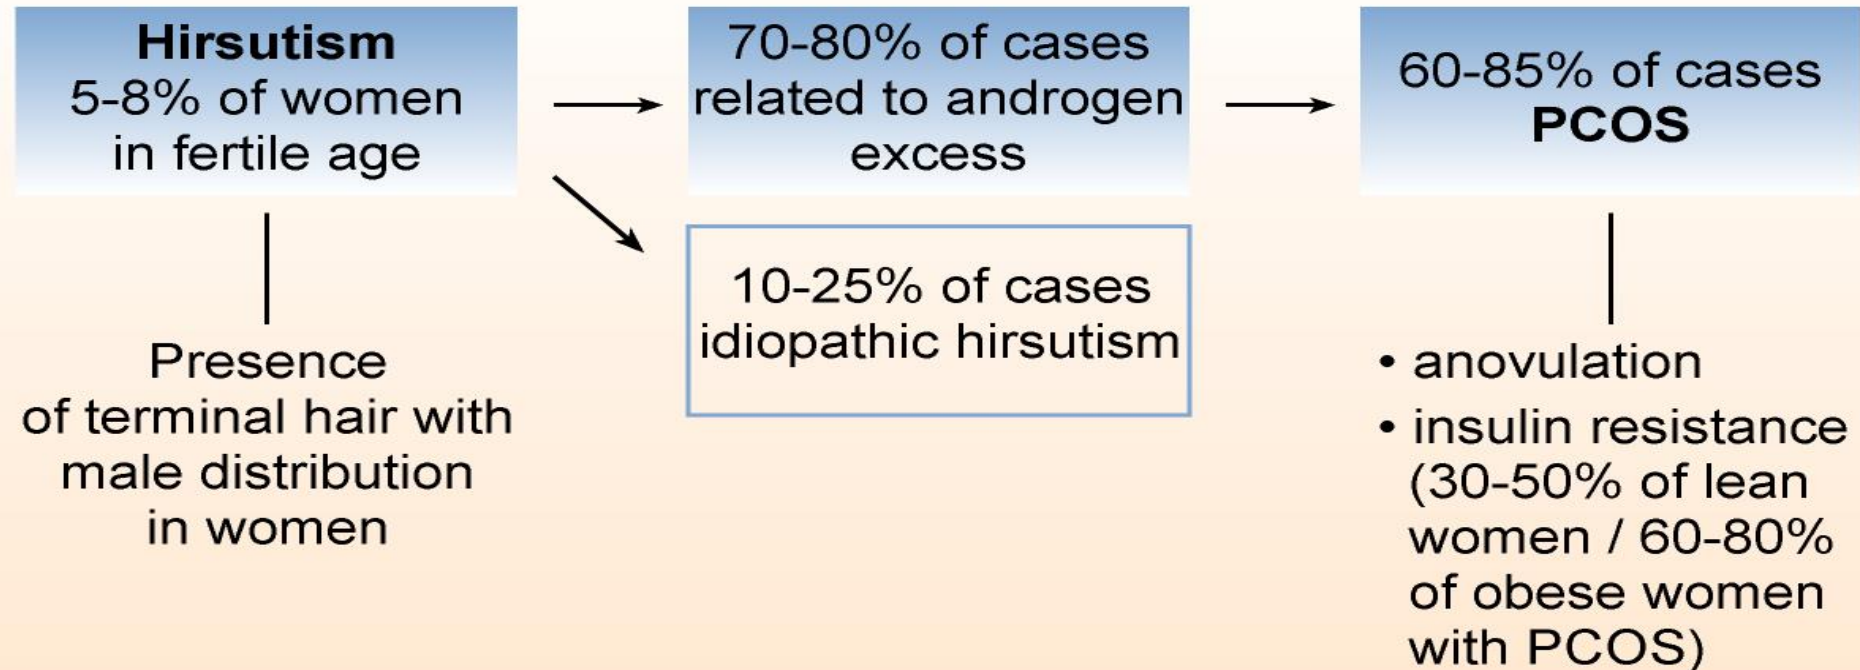 Hirsutism
5-8% of women
in fertile age
70-80% of cases
related to androgen
excess
60-85% of cases
PCOS
10-25% of cases
idiopathic hirsutism
Presence
of terminal hair with
male distribution
in women
• anovulation
• insulin resistance
(30-50% of lean
women / 60-80%
of obese women
with PCOS)